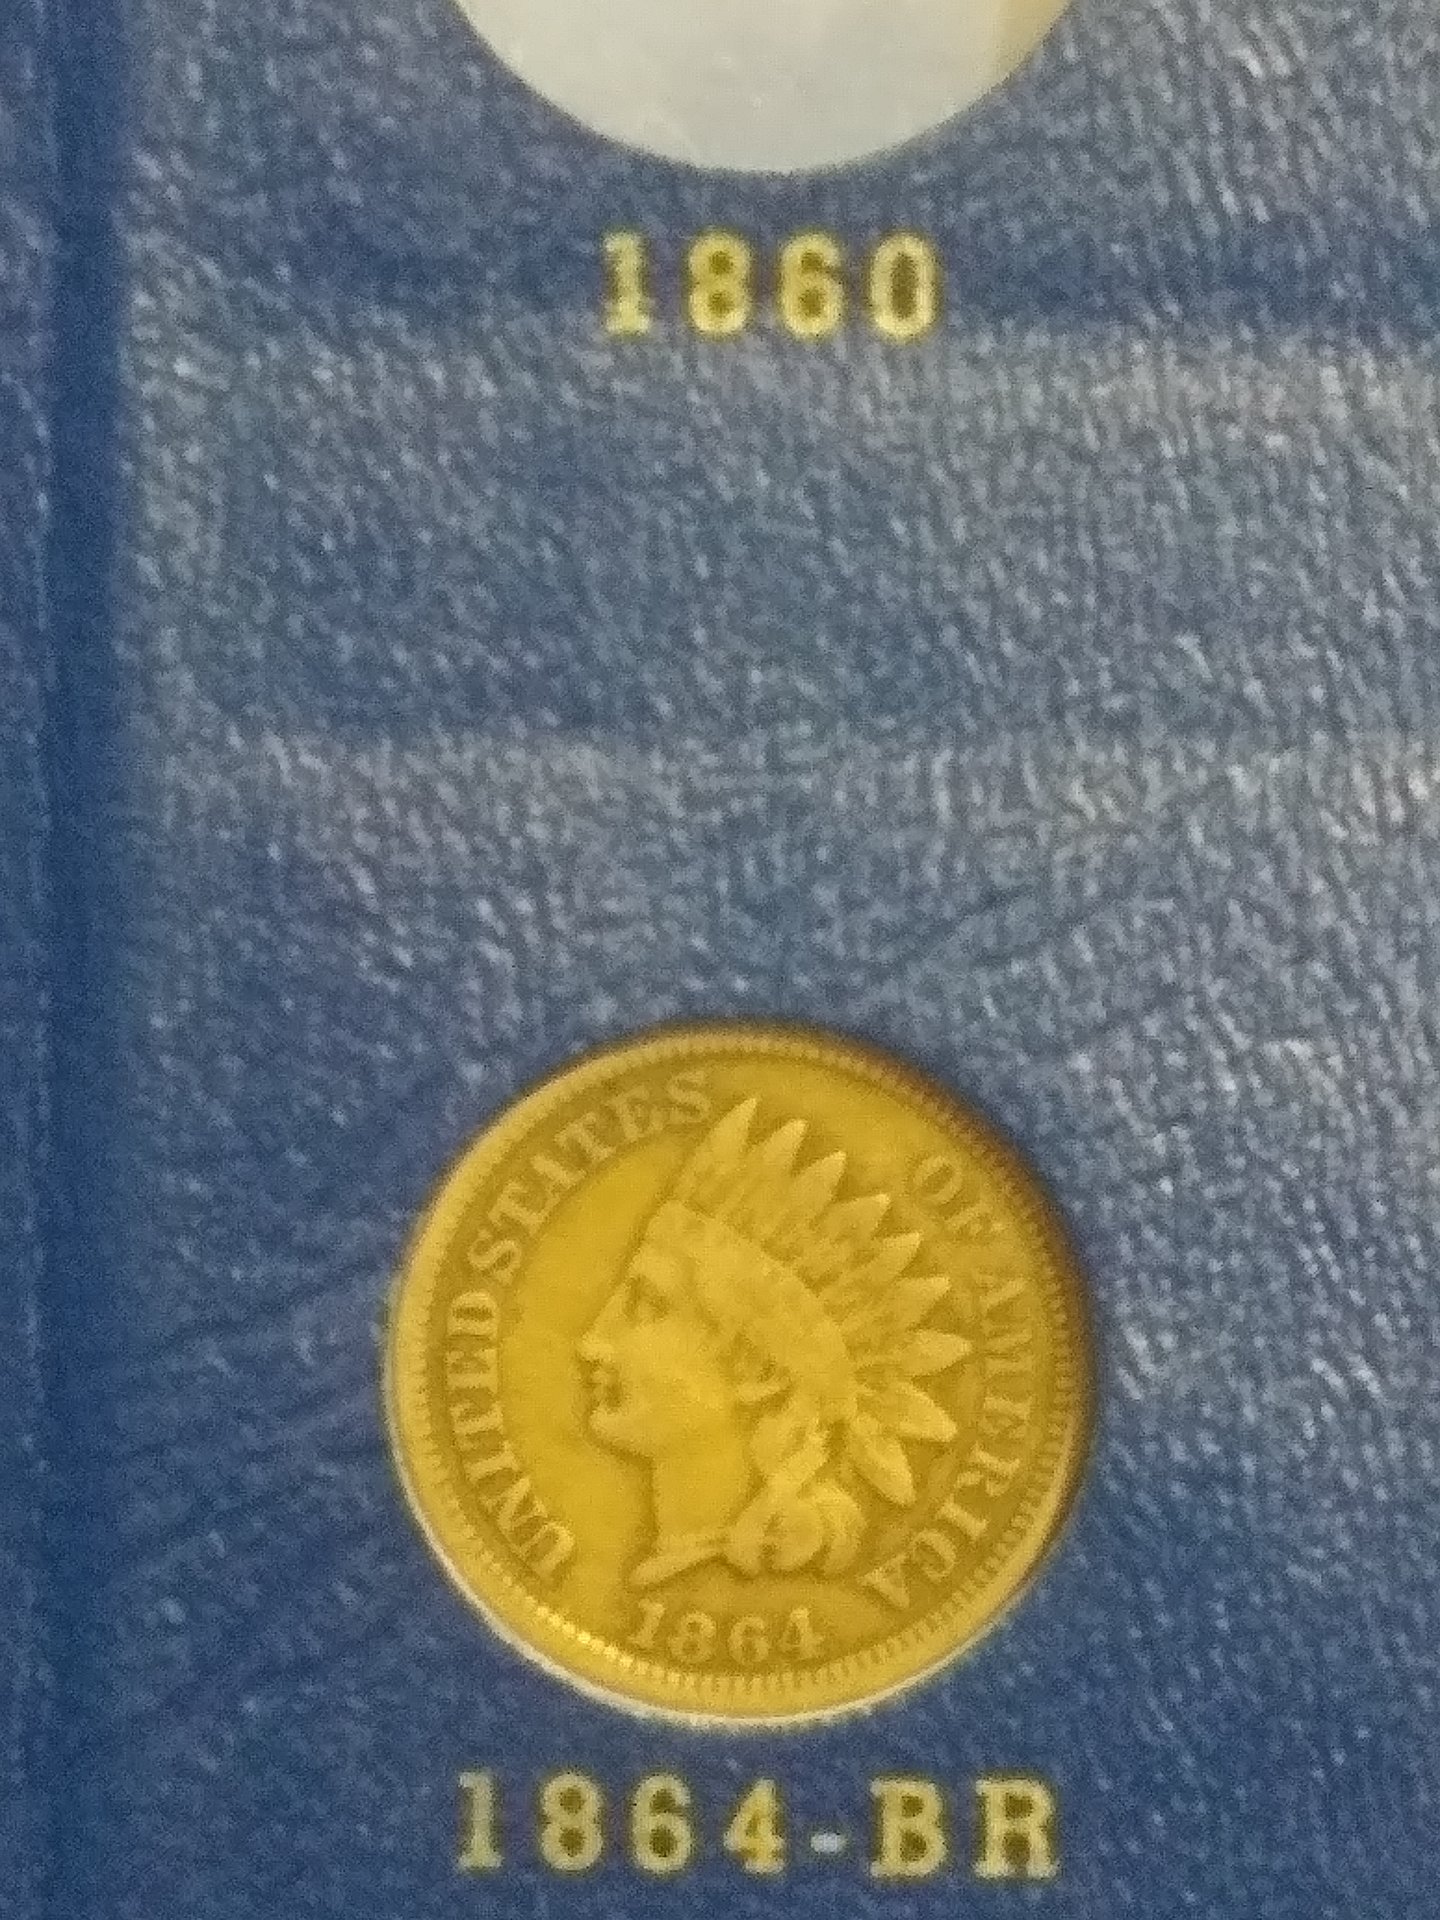 1860
UNITED STATES OF AMERICA
1864
1864-BR